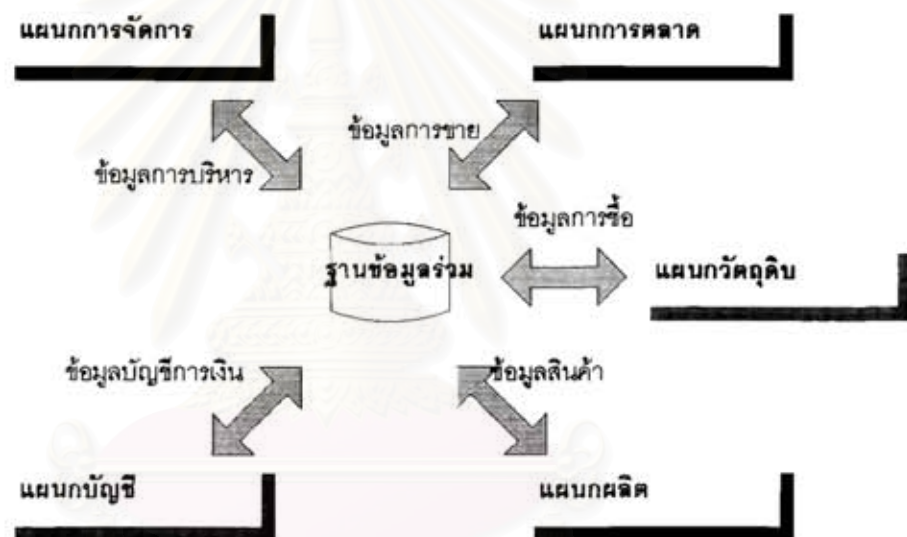 แผนกการจัดการ
แผนกการตลาด
ข้อมูลการขาย
ข้อมูลการบริหาร
ข้อมูลการซื้อ
ฐานข้อมูลร่วม
แผนกวัตถุดิบ
ข้อมูลบัญชีการเงิน
ข้อมูลสินค้า
แผนกบัญชี
แผนกผลิต